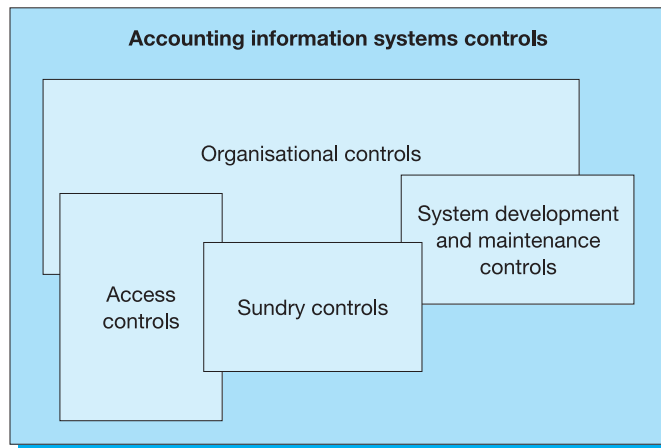 Accounting information systems controls
Organisational controls
System development
and maintenance
controls
Access
controls
Sundry controls